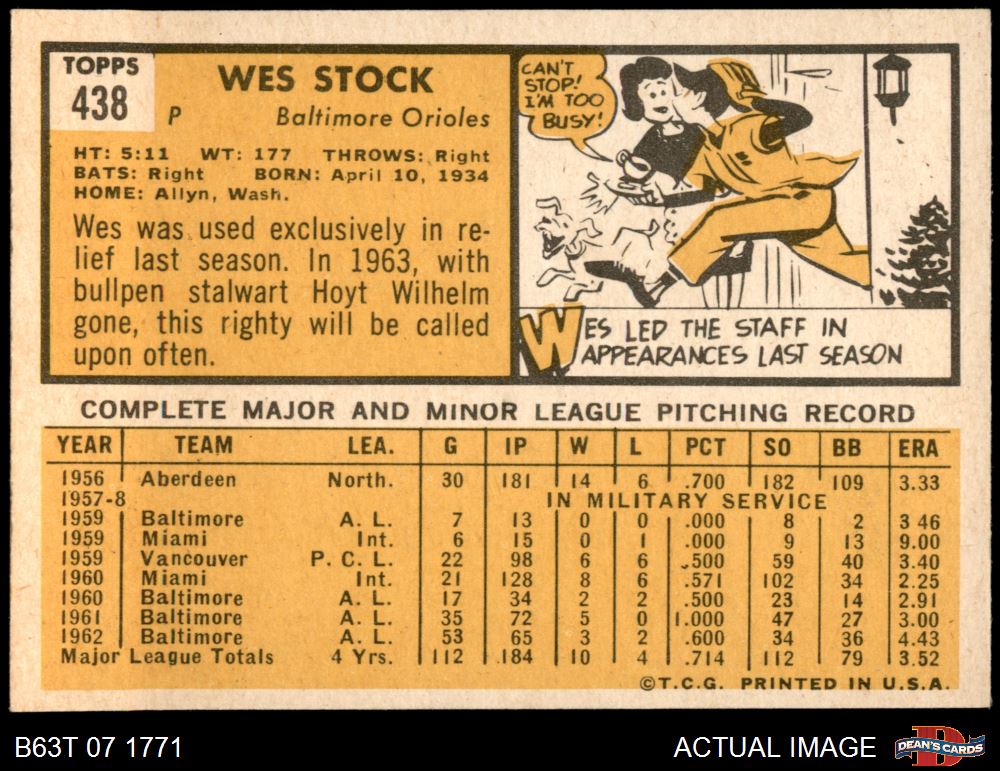 TOPPS
438
WES STOCK
P Baltimore Orioles
HT: 5:11 WT: 177 THROWS: Right
BATS: Right BORN: April 10, 1934
HOME: Allyn, Wash.
Wes was used exclusively in re-
lief last season. In 1963, with
bullpen stalwart Hoyt Wilhelm
gone, this righty will be called
upon often.
CAN'T
STOP!
I'M TOO
BUSY!
WES LED THE STAFF IN
APPEARANCES LAST SEASON
COMPLETE MAJOR AND MINOR LEAGUE PITCHING RECORD
YEAR TEAM LEA. G IP W L PCT SO BB ERA
1956 Aberdeen North. 30 181 14 6 .700 182 109 3.33
1957-8 IN MILITARY SERVICE
1959 Baltimore A. L. 7 13 0 0 .000 8 2 3 46
1959 Miami Int. 6 15 0 1 .000 9 13 9.00
1959 Vancouver P. C. L. 22 98 6 6 .500 59 40 3.40
1960 Miami Int. 21 128 8 6 .571 102 34 2.25
1960 Baltimore A. L. 17 34 2 2 .500 23 14 2.91
1961 Baltimore A. L. 35 72 5 0 1.000 47 27 3.00
1962 Baltimore A. L. 53 65 3 2 .600 34 36 4.43
Major League Totals 4 Yrs. 112 184 10 4 .714 112 79 3.52
©T.C.G. PRINTED IN U.S.A.
B63T 07 1771 ACTUAL IMAGE DEAN'S CARDS